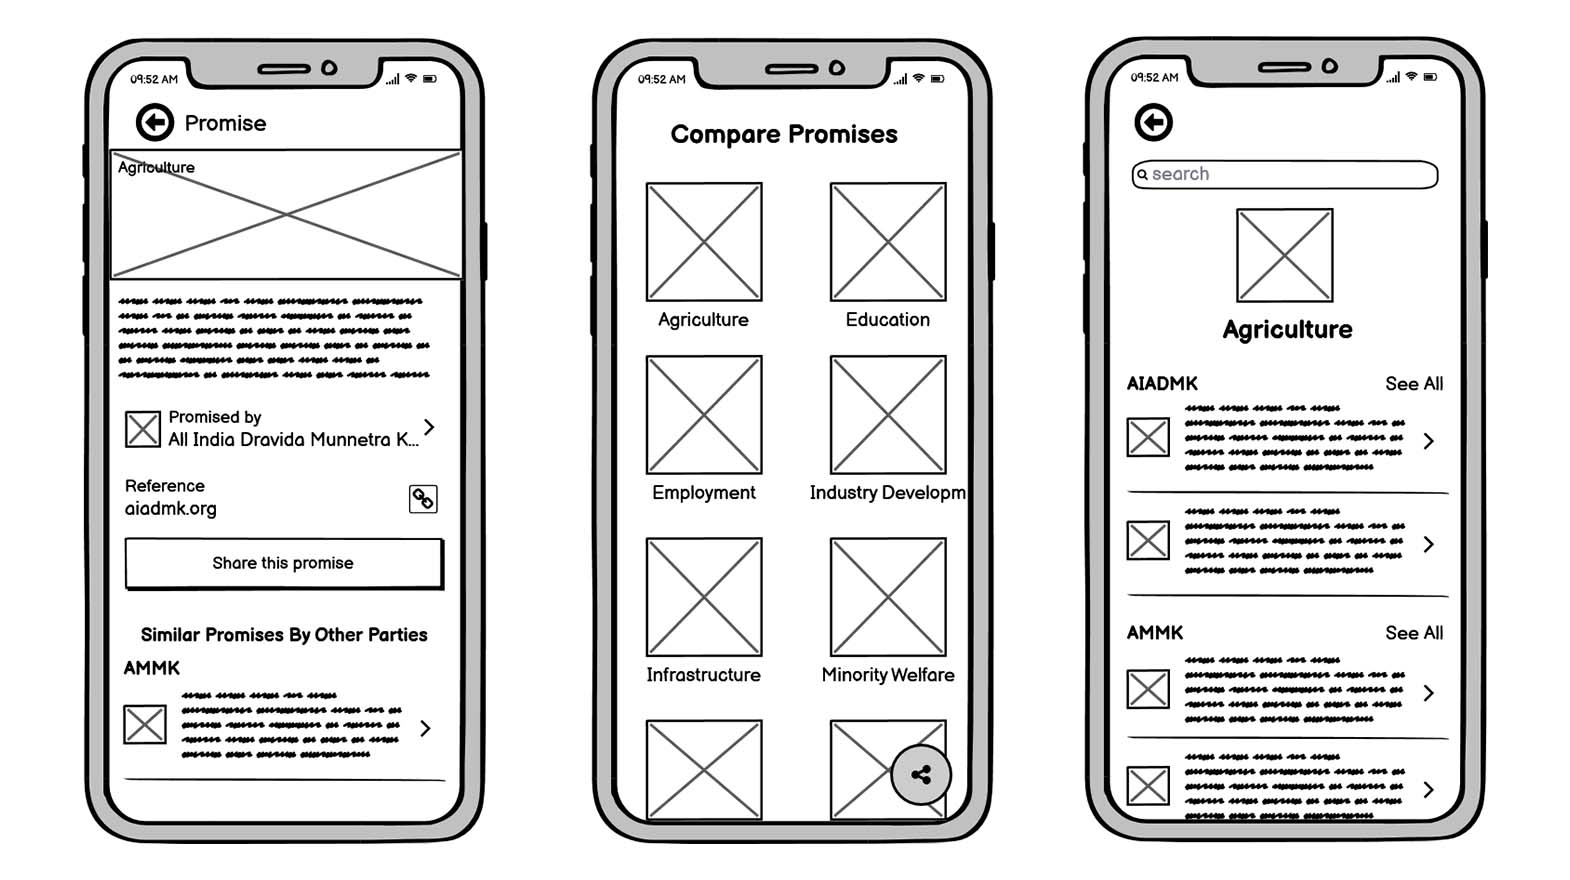 09:52 AM
Promise
Agriculture
Promised by
All India Dravida Munnetra K...
Reference
aiadmk.org
Share this promise
Similar Promises By Other Parties
AMMK
09:52 AM
Compare Promises
Agriculture
Education
Employment
Industry Developm
Infrastructure
Minority Welfare
09:52 AM
search
Agriculture
AIADMK
See All
AMMK
See All